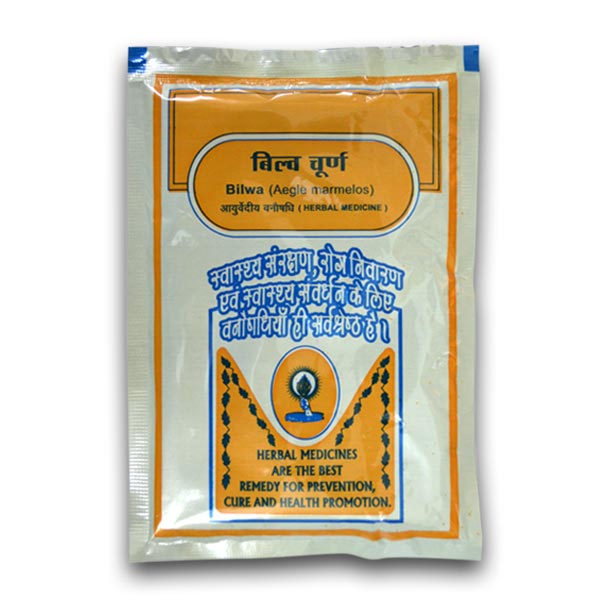 बिल्व चूर्ण
Bilwa (Aegle marmelos)
आयुर्वेदीय वनौषधि ( HERBAL MEDICINE )
स्वास्थ्य संरक्षण, रोग निवारण
एवं स्वास्थ्य संवर्धन के लिए
वनोषधियाँ ही सर्वश्रेष्ठ है।
HERBAL MEDICINES
ARE THE BEST
REMEDY FOR PREVENTION,
CURE AND HEALTH PROMOTION.